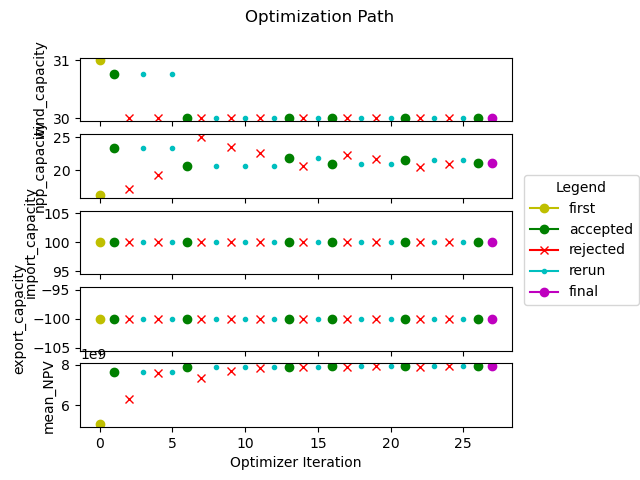 Optimization Path
31
30
wind_capacity
25
20
npp_capacity
105
100
95
import_capacity
−95
−100
−105
export_capacity
1e9
8
6
mean_NPV
0 5 10 15 20 25
Optimizer Iteration
Legend
first
accepted
rejected
rerun
final